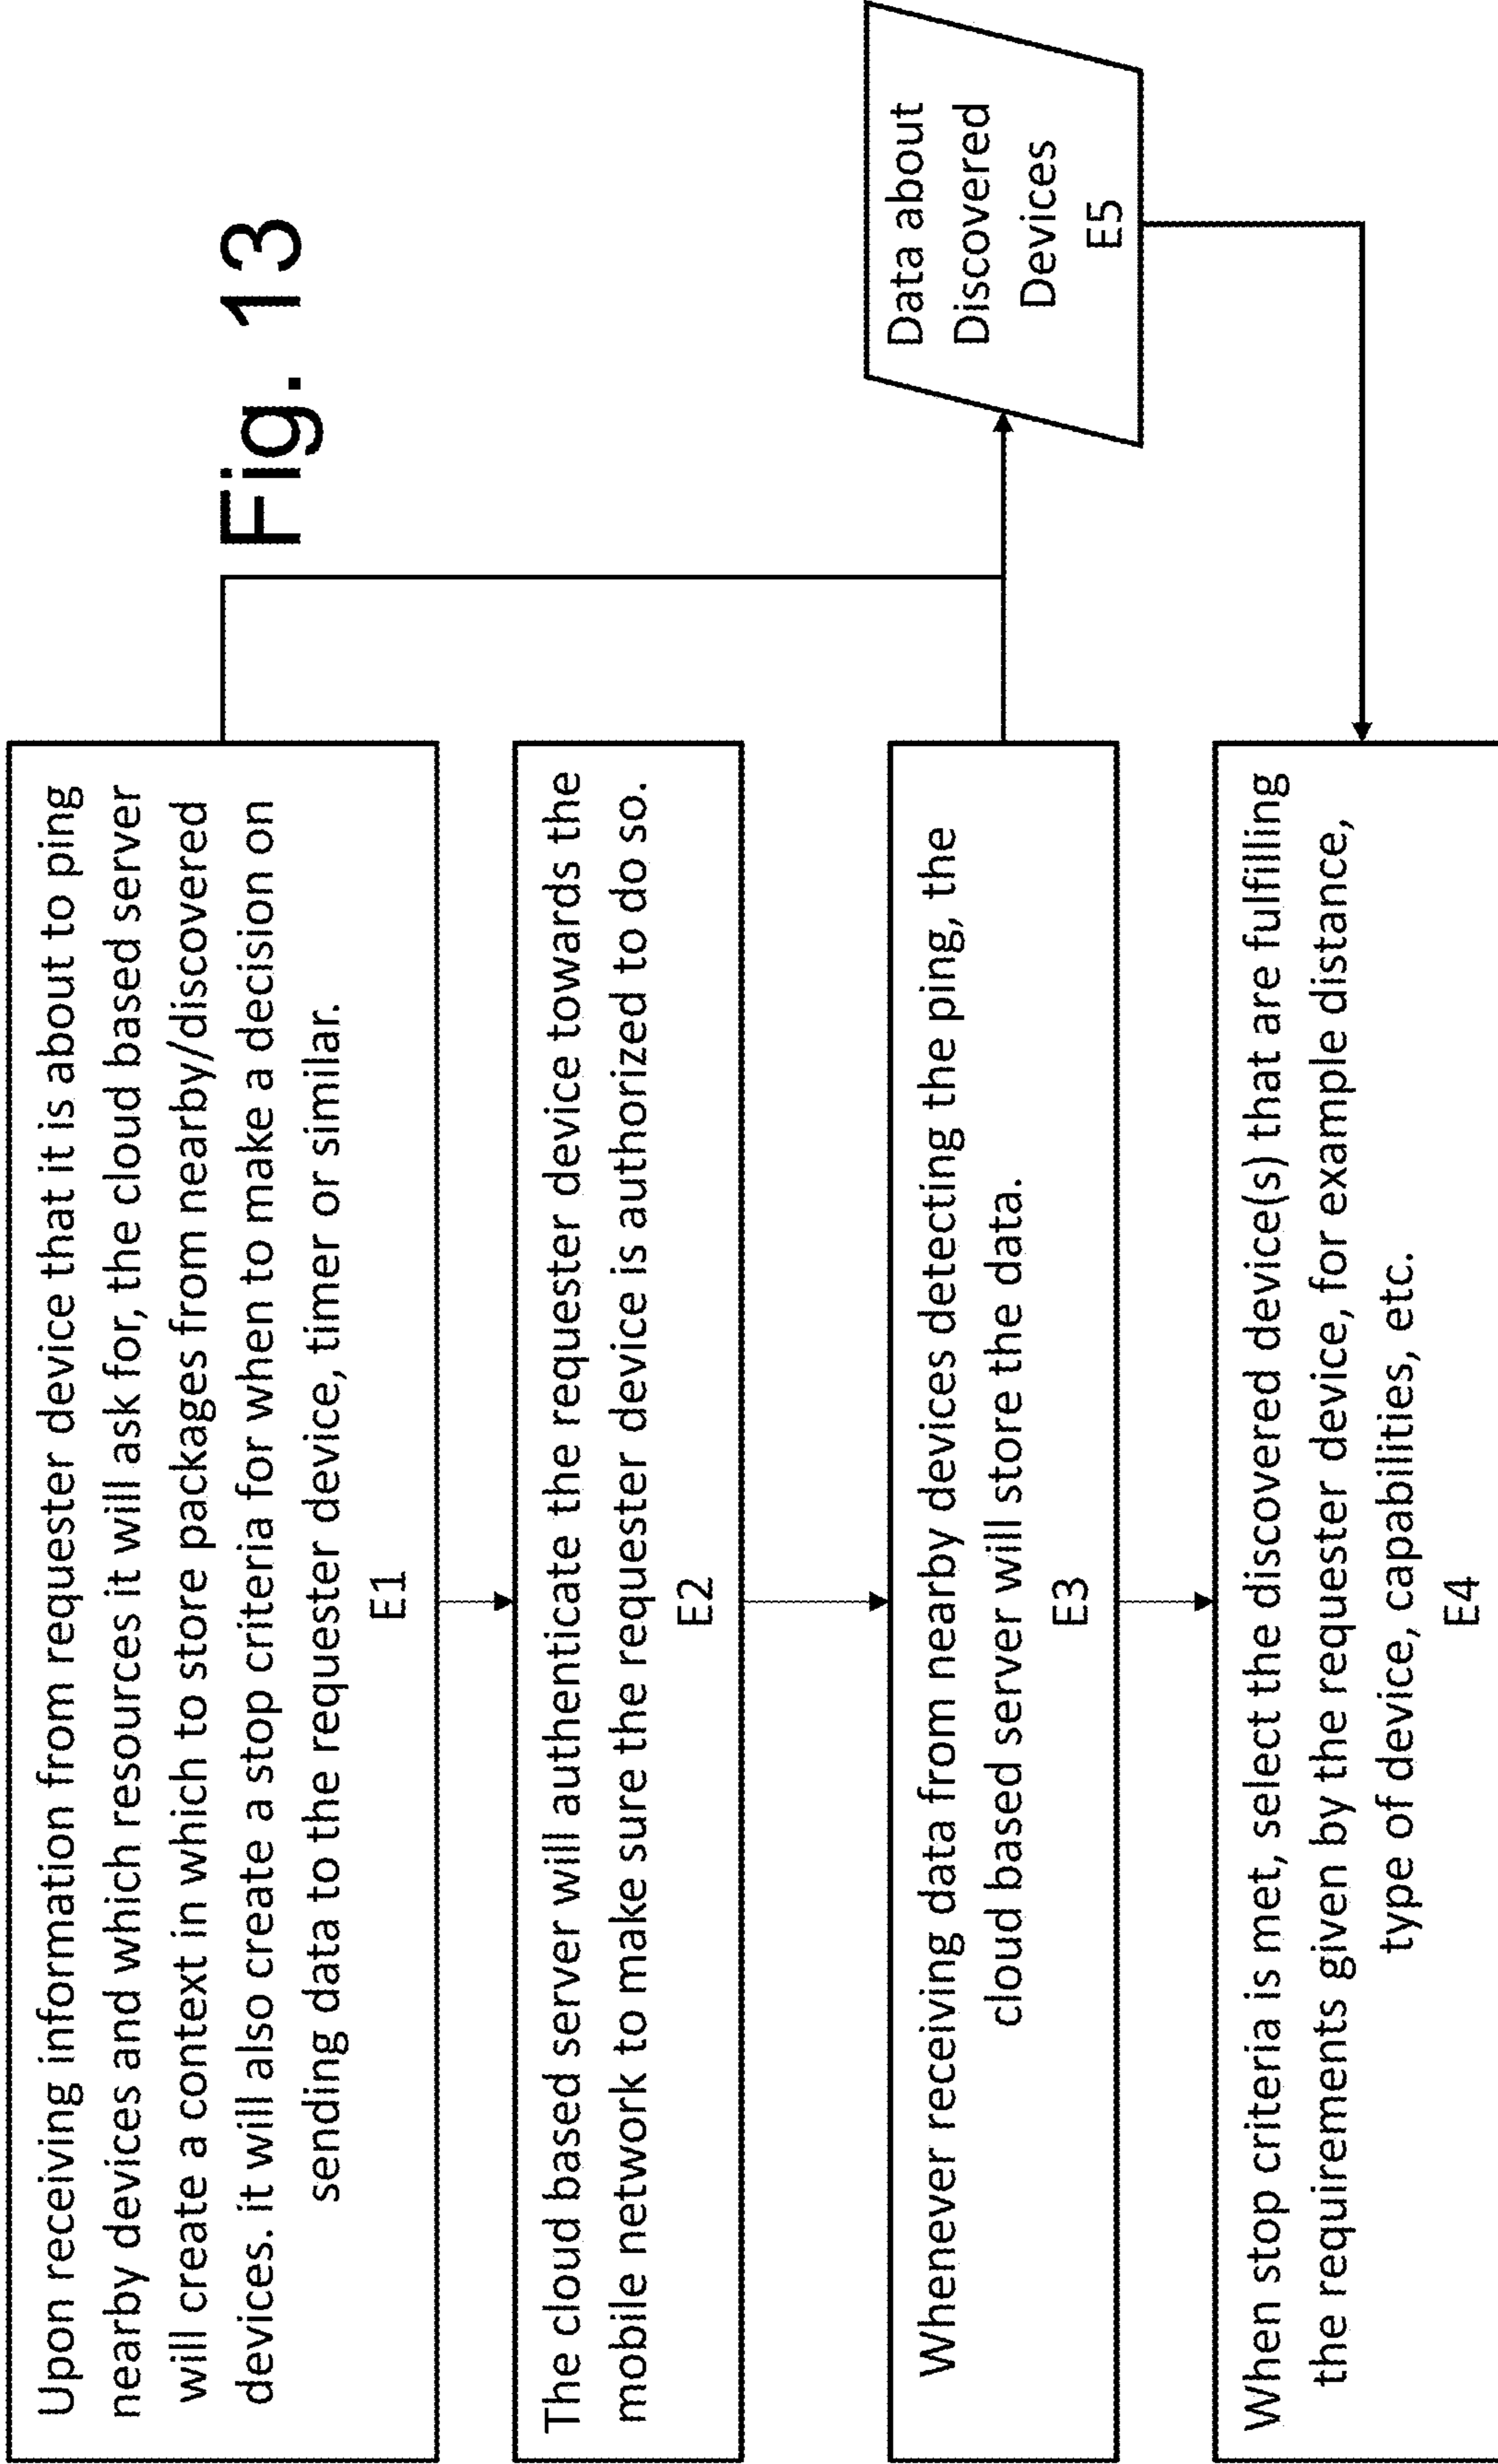 Fig. 13
Upon receiving information from requester device that it is about to ping
nearby devices and which resources it will ask for, the cloud based server
will create a context in which to store packages from nearby/discovered
devices. it will also create a stop criteria for when to make a decision on
sending data to the requester device, timer or similar.
E1
The cloud based server will authenticate the requester device towards the
mobile network to make sure the requester device is authorized to do so.
E2
Whenever receiving data from nearby devices detecting the ping, the
cloud based server will store the data.
E3
When stop criteria is met, select the discovered device(s) that are fulfilling
the requirements given by the requester device, for example distance,
type of device, capabilities, etc.
E4
Data about
Discovered
Devices
E5